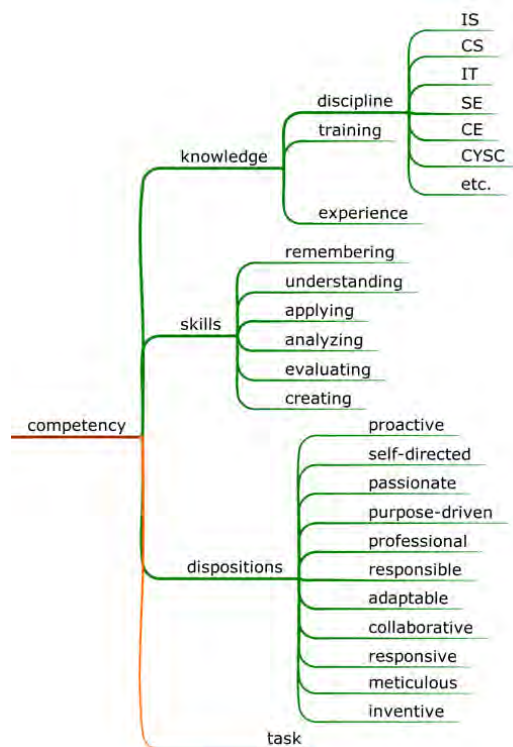 IS
CS
IT
discipline
SE
training
CE
knowledge
CYSC
etc.
experience
remembering
understanding
applying
skills
analyzing
evaluating
creating
competency
proactive
self-directed
passionate
purpose-driven
professional
dispositions
responsible
adaptable
collaborative
responsive
meticulous
inventive
task